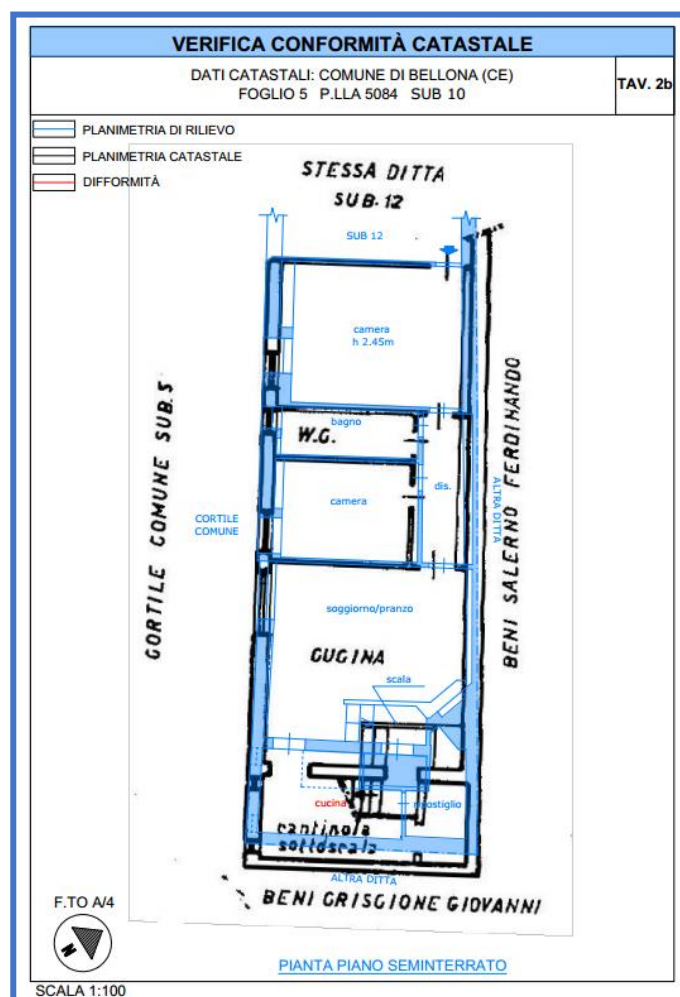 VERIFICA CONFORMITÀ CATASTALE
DATI CATASTALI: COMUNE DI BELLONA (CE)
FOGLIO 5 P.LLA 5084 SUB 10
TAV. 2b
PLANIMETRIA DI RILIEVO
PLANIMETRIA CATASTALE
DIFFORMITÀ
STESSA DITTA
SUB. 12
SUB 12
camera
h 2.45m
CORTILE COMUNE SUB. 5
BENI SALERNO FERDINANDO
bagno
W.C.
dis.
camera
ALTRA DITTA
CORTILE
COMUNE
soggiorno/pranzo
CUCINA
scala
cucina
ripostiglio
cantinola
sottoscala
ALTRA DITTA
BENI CRISCIONE GIOVANNI
F.TO A/4
N
PIANTA PIANO SEMINTERRATO
SCALA 1:100